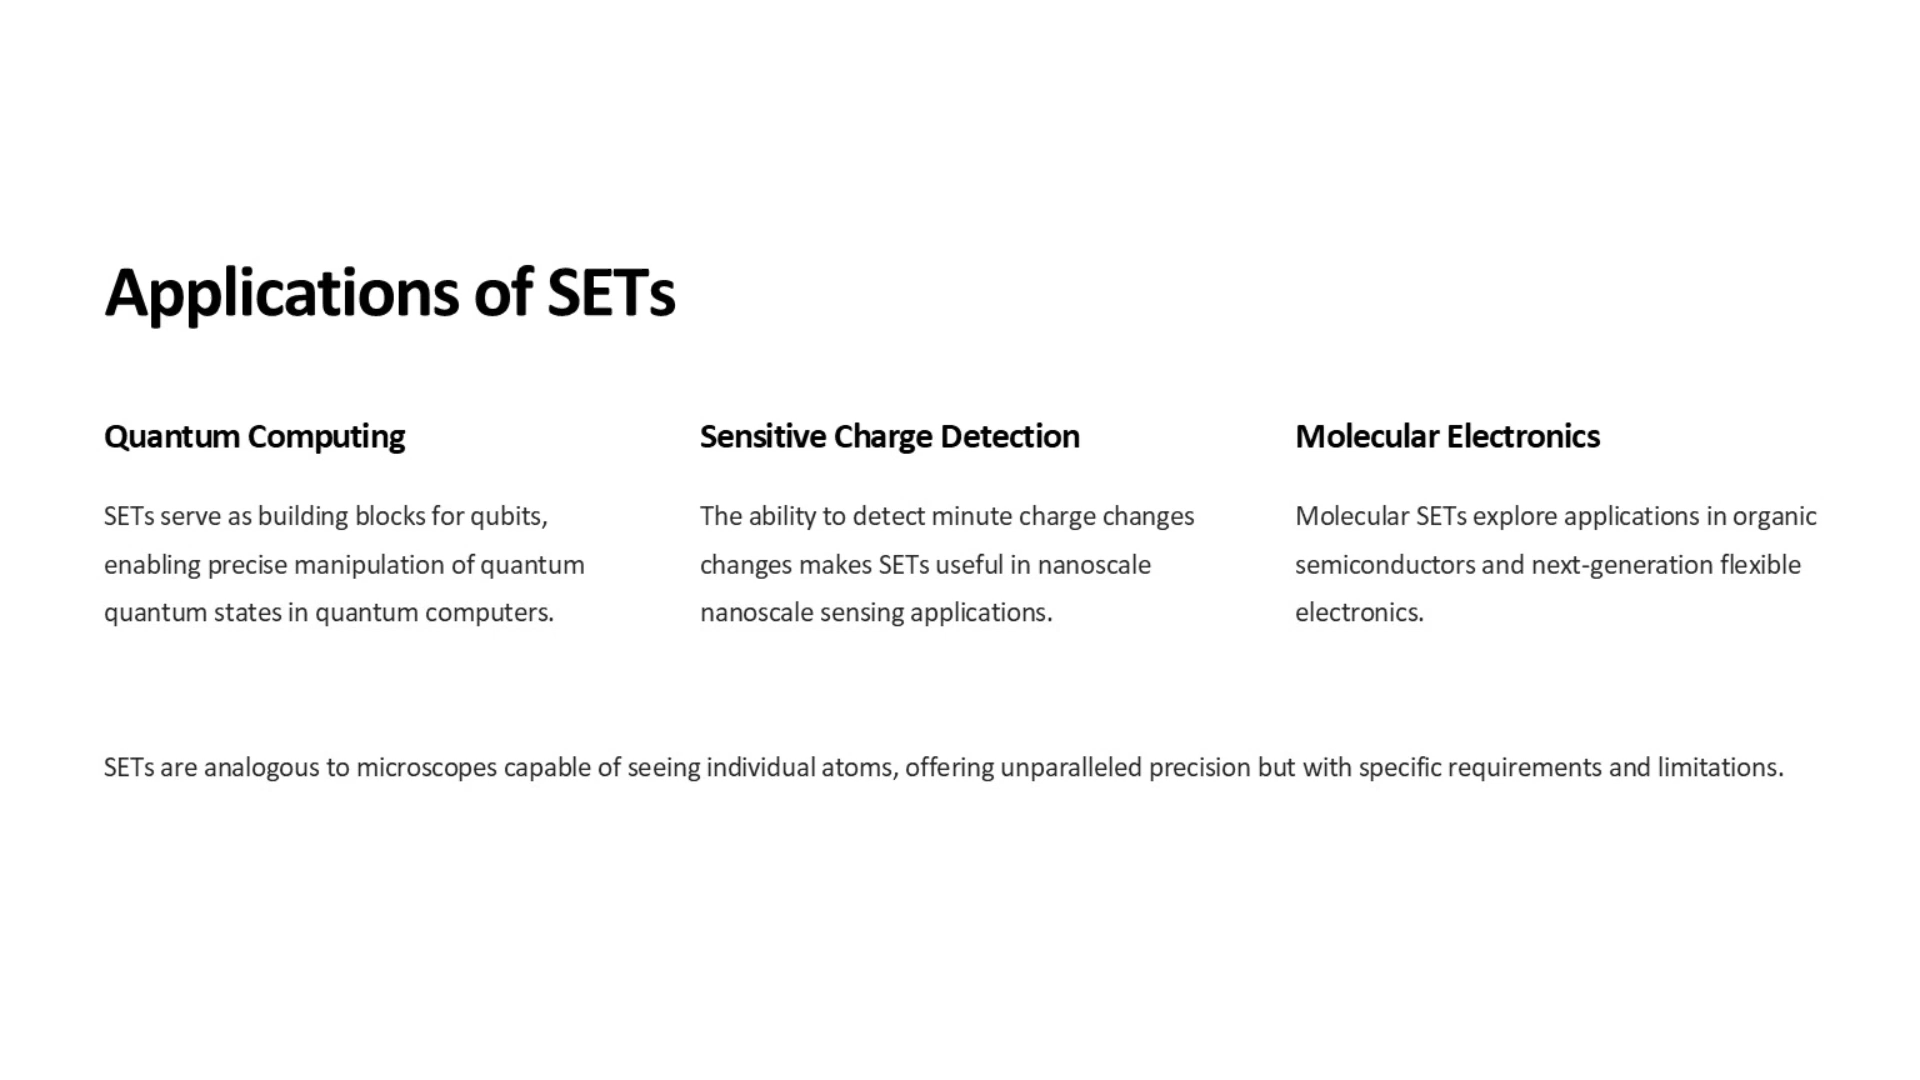 Applications of SETs
Quantum Computing
SETs serve as building blocks for qubits,
enabling precise manipulation of quantum
quantum states in quantum computers.
Sensitive Charge Detection
The ability to detect minute charge changes
changes makes SETs useful in nanoscale
nanoscale sensing applications.
Molecular Electronics
Molecular SETs explore applications in organic
semiconductors and next-generation flexible
electronics.
SETs are analogous to microscopes capable of seeing individual atoms, offering unparalleled precision but with specific requirements and limitations.